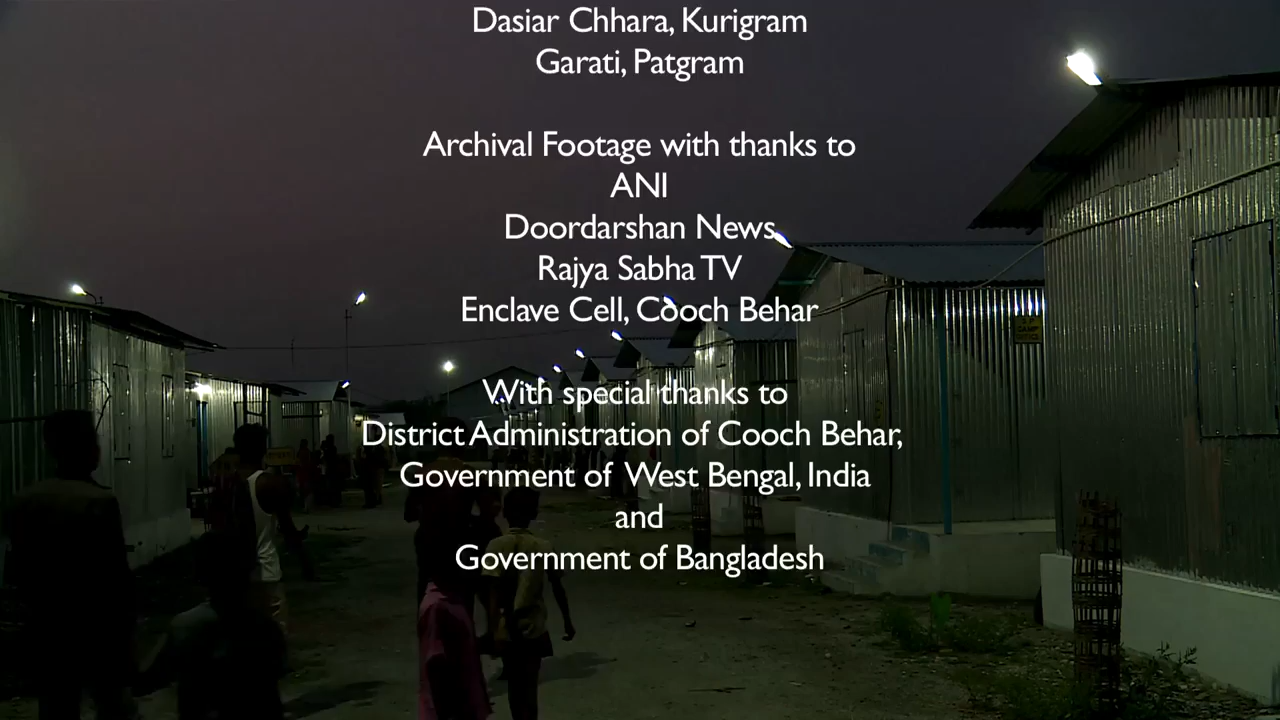 Dasiar Chhara, Kurigram
Garati, Patgram
Archival Footage with thanks to
ANI
Doordarshan News
Rajya Sabha TV
Enclave Cell, Cooch Behar
With special thanks to
District Administration of Cooch Behar,
Government of West Bengal, India
and
Government of Bangladesh